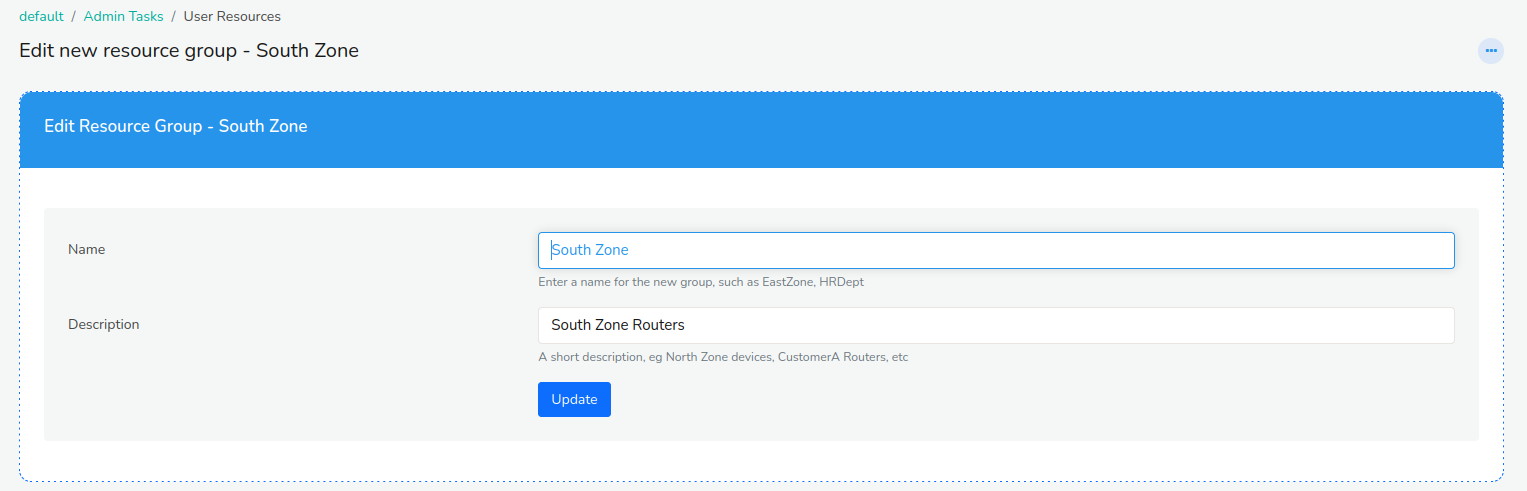 default / Admin Tasks / User Resources
Edit new resource group - South Zone
Edit Resource Group - South Zone
Name
South Zone
Enter a name for the new group, such as EastZone, HRDept
Description
South Zone Routers
A short description, eg North Zone devices, CustomerA Routers, etc
Update